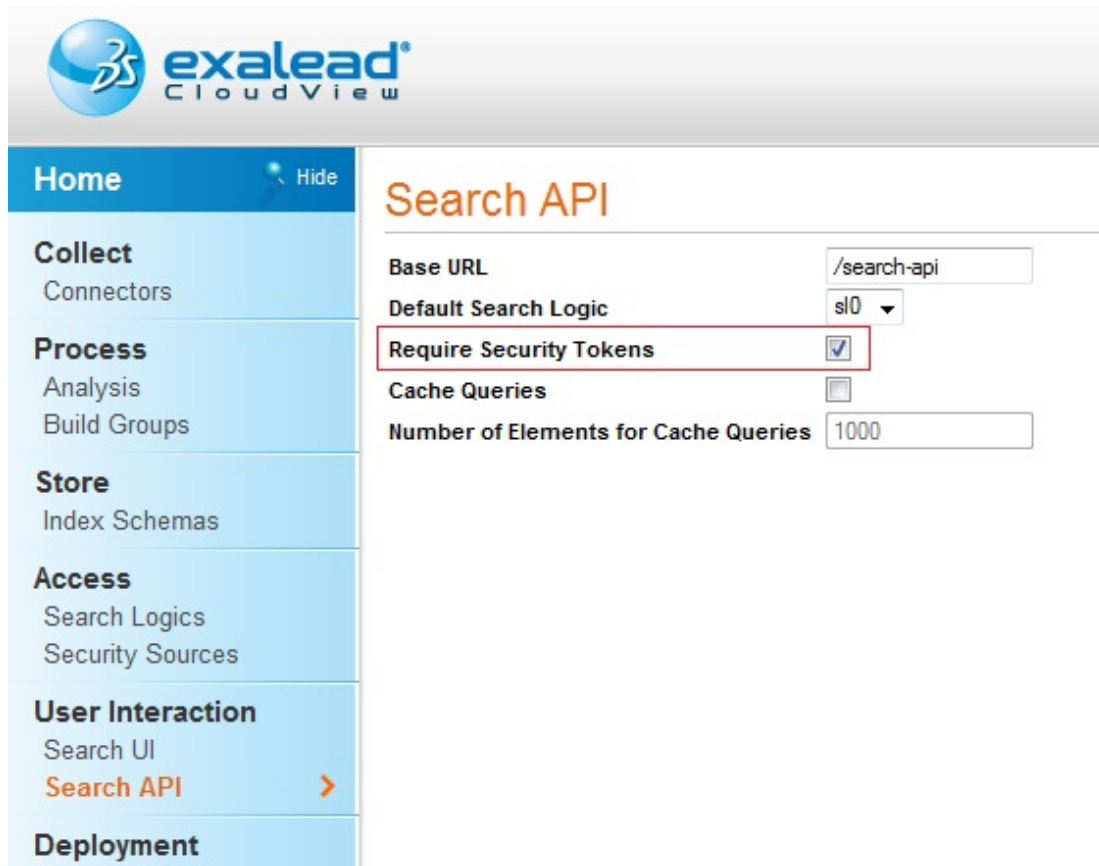 exalead®
CloudView
Home
Hide
Collect
Connectors
Process
Analysis
Build Groups
Store
Index Schemas
Access
Search Logics
Security Sources
User Interaction
Search UI
Search API
Deployment
Search API
Base URL /search-api
Default Search Logic sl0
Require Security Tokens
Cache Queries
Number of Elements for Cache Queries 1000